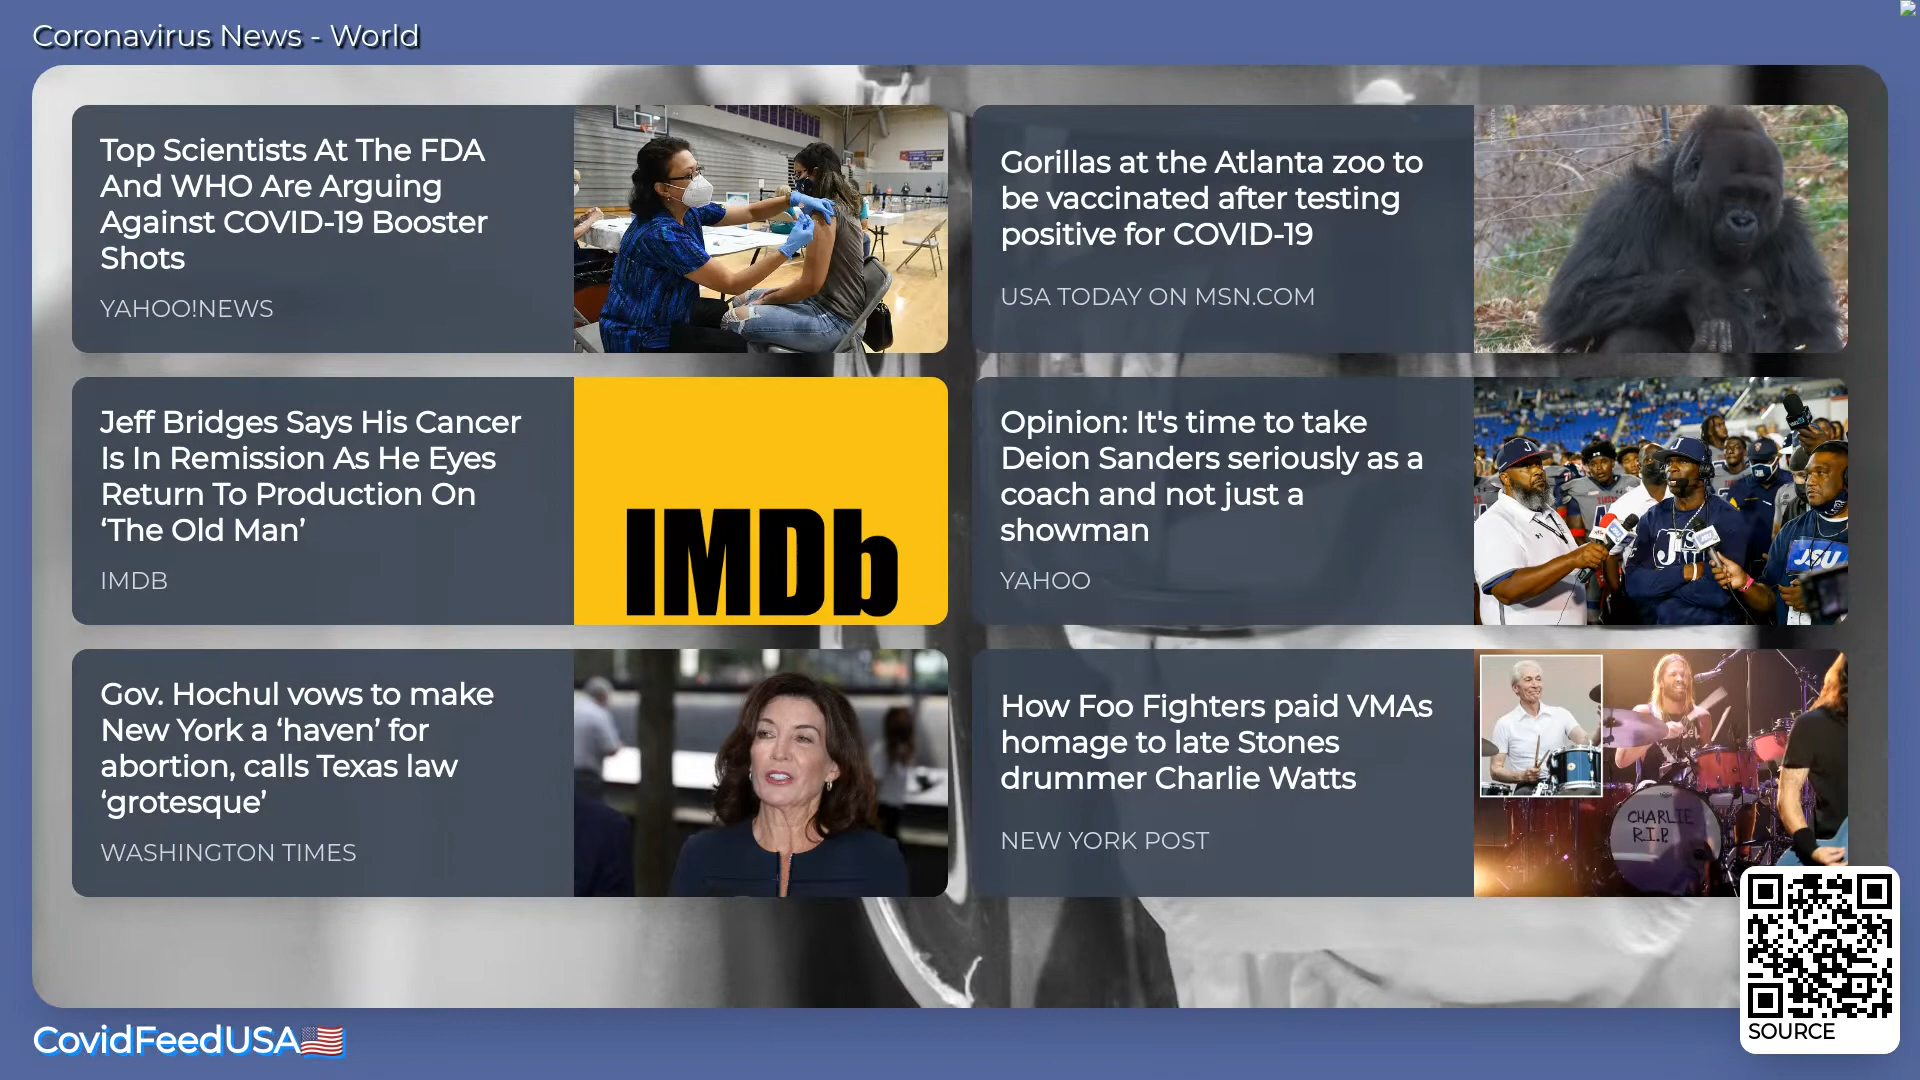 Coronavirus News - World
Top Scientists At The FDA
And WHO Are Arguing
Against COVID-19 Booster
Shots
YAHOO!NEWS
Gorillas at the Atlanta zoo to
be vaccinated after testing
positive for COVID-19
USA TODAY ON MSN.COM
Jeff Bridges Says His Cancer
Is In Remission As He Eyes
Return To Production On
‘The Old Man’
IMDB
IMDb
Opinion: It's time to take
Deion Sanders seriously as a
coach and not just a
showman
YAHOO
JSU
Gov. Hochul vows to make
New York a ‘haven’ for
abortion, calls Texas law
‘grotesque’
WASHINGTON TIMES
How Foo Fighters paid VMAs
homage to late Stones
drummer Charlie Watts
NEW YORK POST
CHARLIE
R.I.P.
SOURCE
CovidFeedUSA🇺🇸